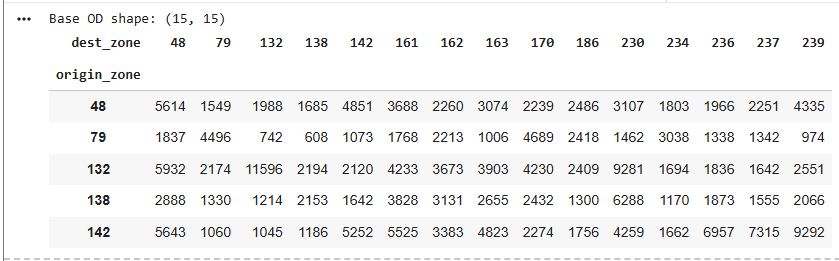 Base OD shape: (15, 15)
dest_zone 48 79 132 138 142 161 162 163 170 186 230 234 236 237 239
origin_zone
48 5614 1549 1988 1685 4851 3688 2260 3074 2239 2486 3107 1803 1966 2251 4335
79 1837 4496 742 608 1073 1768 2213 1006 4689 2418 1462 3038 1338 1342 974
132 5932 2174 11596 2194 2120 4233 3673 3903 4230 2409 9281 1694 1836 1642 2551
138 2888 1330 1214 2153 1642 3828 3131 2655 2432 1300 6288 1170 1873 1555 2066
142 5643 1060 1045 1186 5252 5525 3383 4823 2274 1756 4259 1662 6957 7315 9292